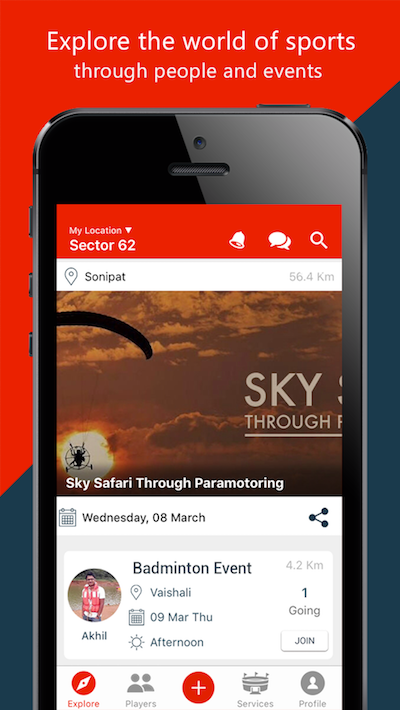 Explore the world of sports
through people and events
My Location ▼
Sector 62
Sonipat
56.4 Km
SKY S
THROUGH P
Sky Safari Through Paramotoring
Wednesday, 08 March
Badminton Event
4.2 Km
Vaishali
1
Going
09 Mar Thu
Afternoon
JOIN
Akhil
Explore
Players
Services
Profile